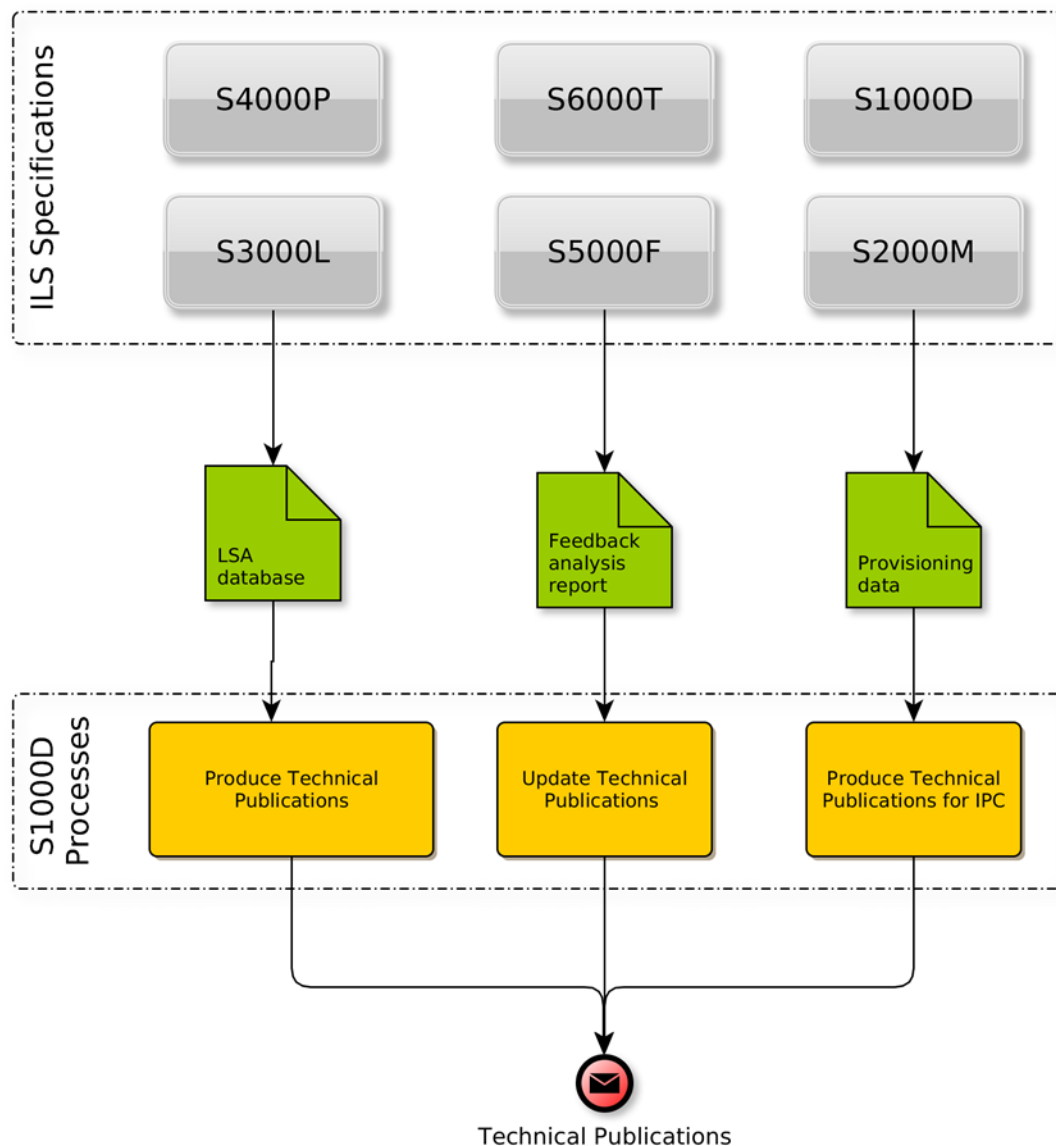 ILS Specifications
S4000P
S6000T
S1000D
S3000L
S5000F
S2000M
LSA
database
Feedback
analysis
report
Provisioning
data
S1000D
Processes
Produce Technical
Publications
Update Technical
Publications
Produce Technical
Publications for IPC
Technical Publications